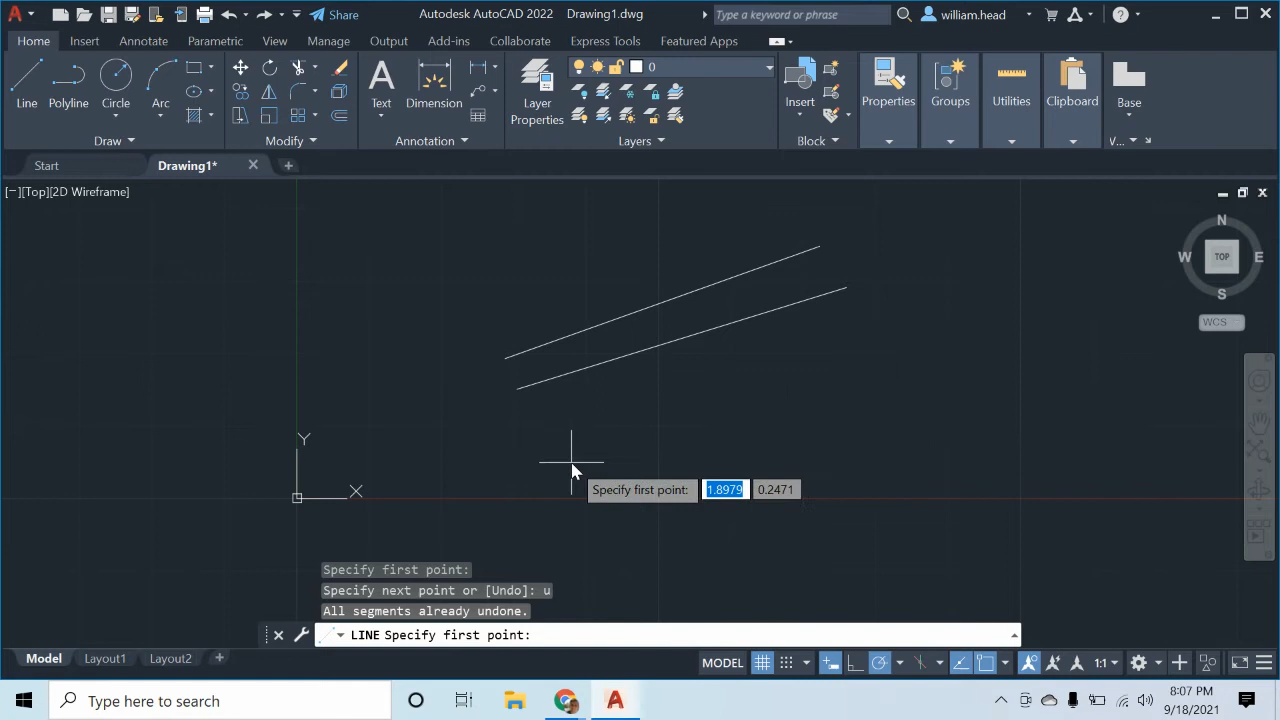 Share
Autodesk AutoCAD 2022 Drawing1.dwg
Type a keyword or phrase
william.head
Home Insert Annotate Parametric View Manage Output Add-ins Collaborate Express Tools Featured Apps
0
Line Polyline Circle Arc
Text Dimension
Layer
Properties
Insert
Properties Groups Utilities Clipboard Base
Draw Modify Annotation Layers Block V...
Start Drawing1*
[−][Top][2D Wireframe]
N
W TOP E
S
WCS
Y
X
Specify first point: 1.8979 0.2471
Specify first point:
Specify next point or [Undo]: u
All segments already undone.
LINE Specify first point:
Model Layout1 Layout2
MODEL 1:1
Type here to search
8:07 PM
9/18/2021